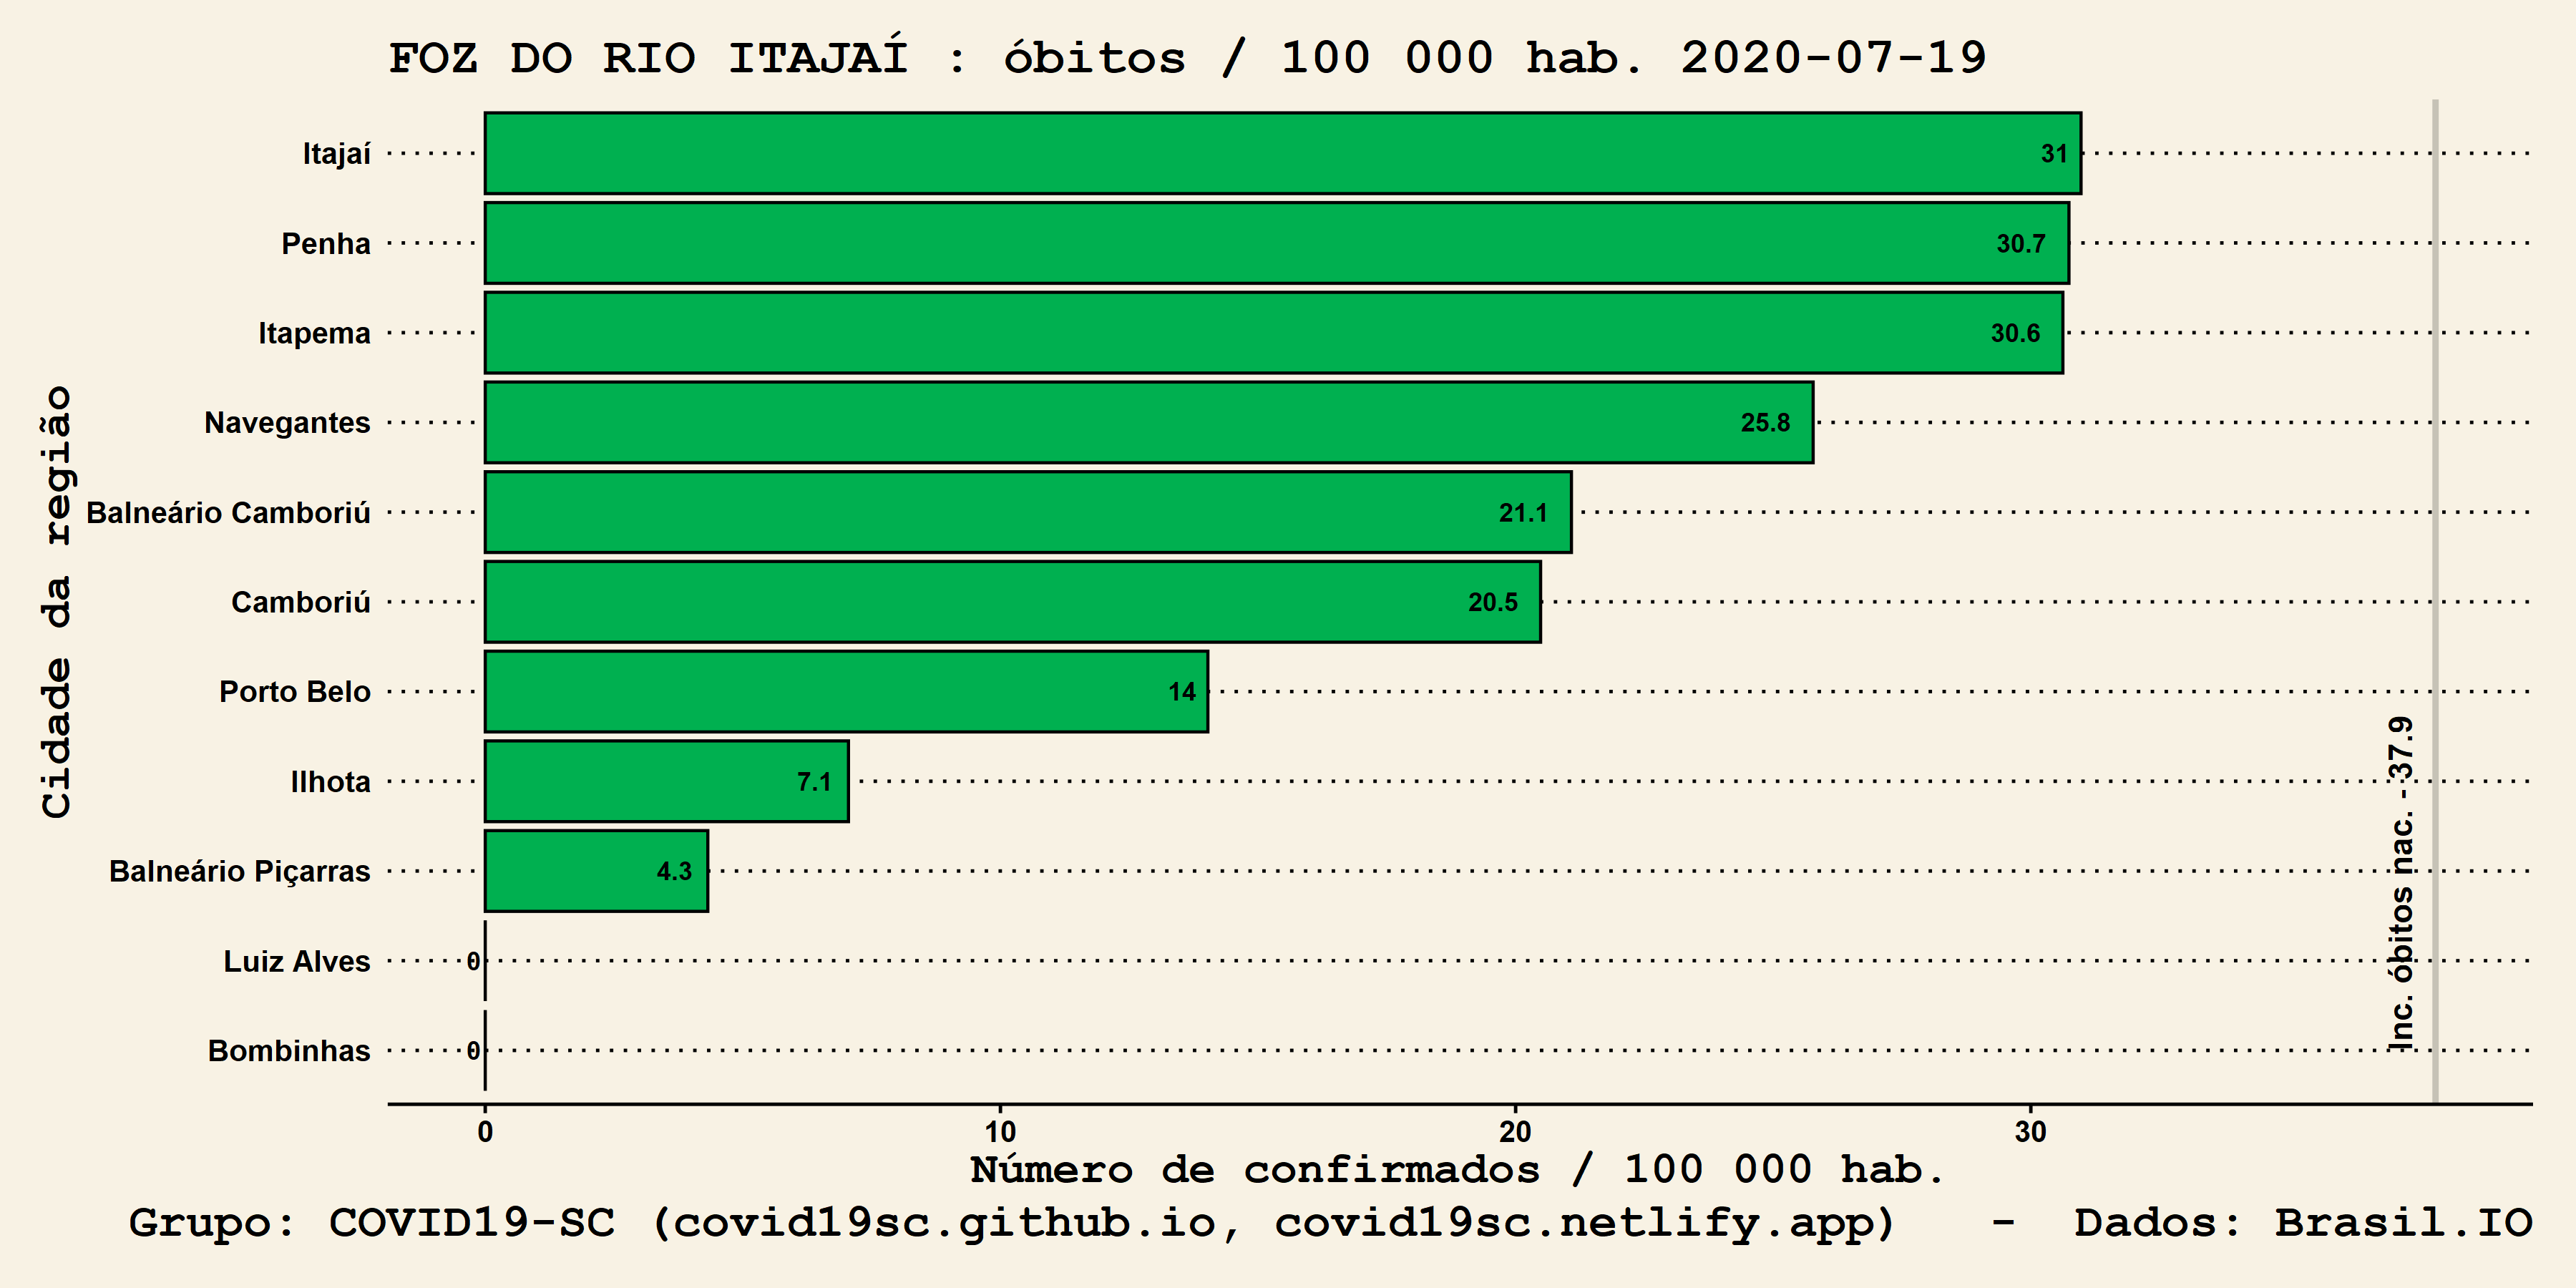 FOZ DO RIO ITAJAÍ : óbitos / 100 000 hab. 2020-07-19
Cidade da região
Itajaí 31
Penha 30.7
Itapema 30.6
Navegantes 25.8
Balneário Camboriú 21.1
Camboriú 20.5
Porto Belo 14
Ilhota 7.1
Balneário Piçarras 4.3
Luiz Alves 0
Bombinhas 0
Inc. óbitos nac. - 37.9
0 10 20 30
Número de confirmados / 100 000 hab.
Grupo: COVID19-SC (covid19sc.github.io, covid19sc.netlify.app) - Dados: Brasil.IO